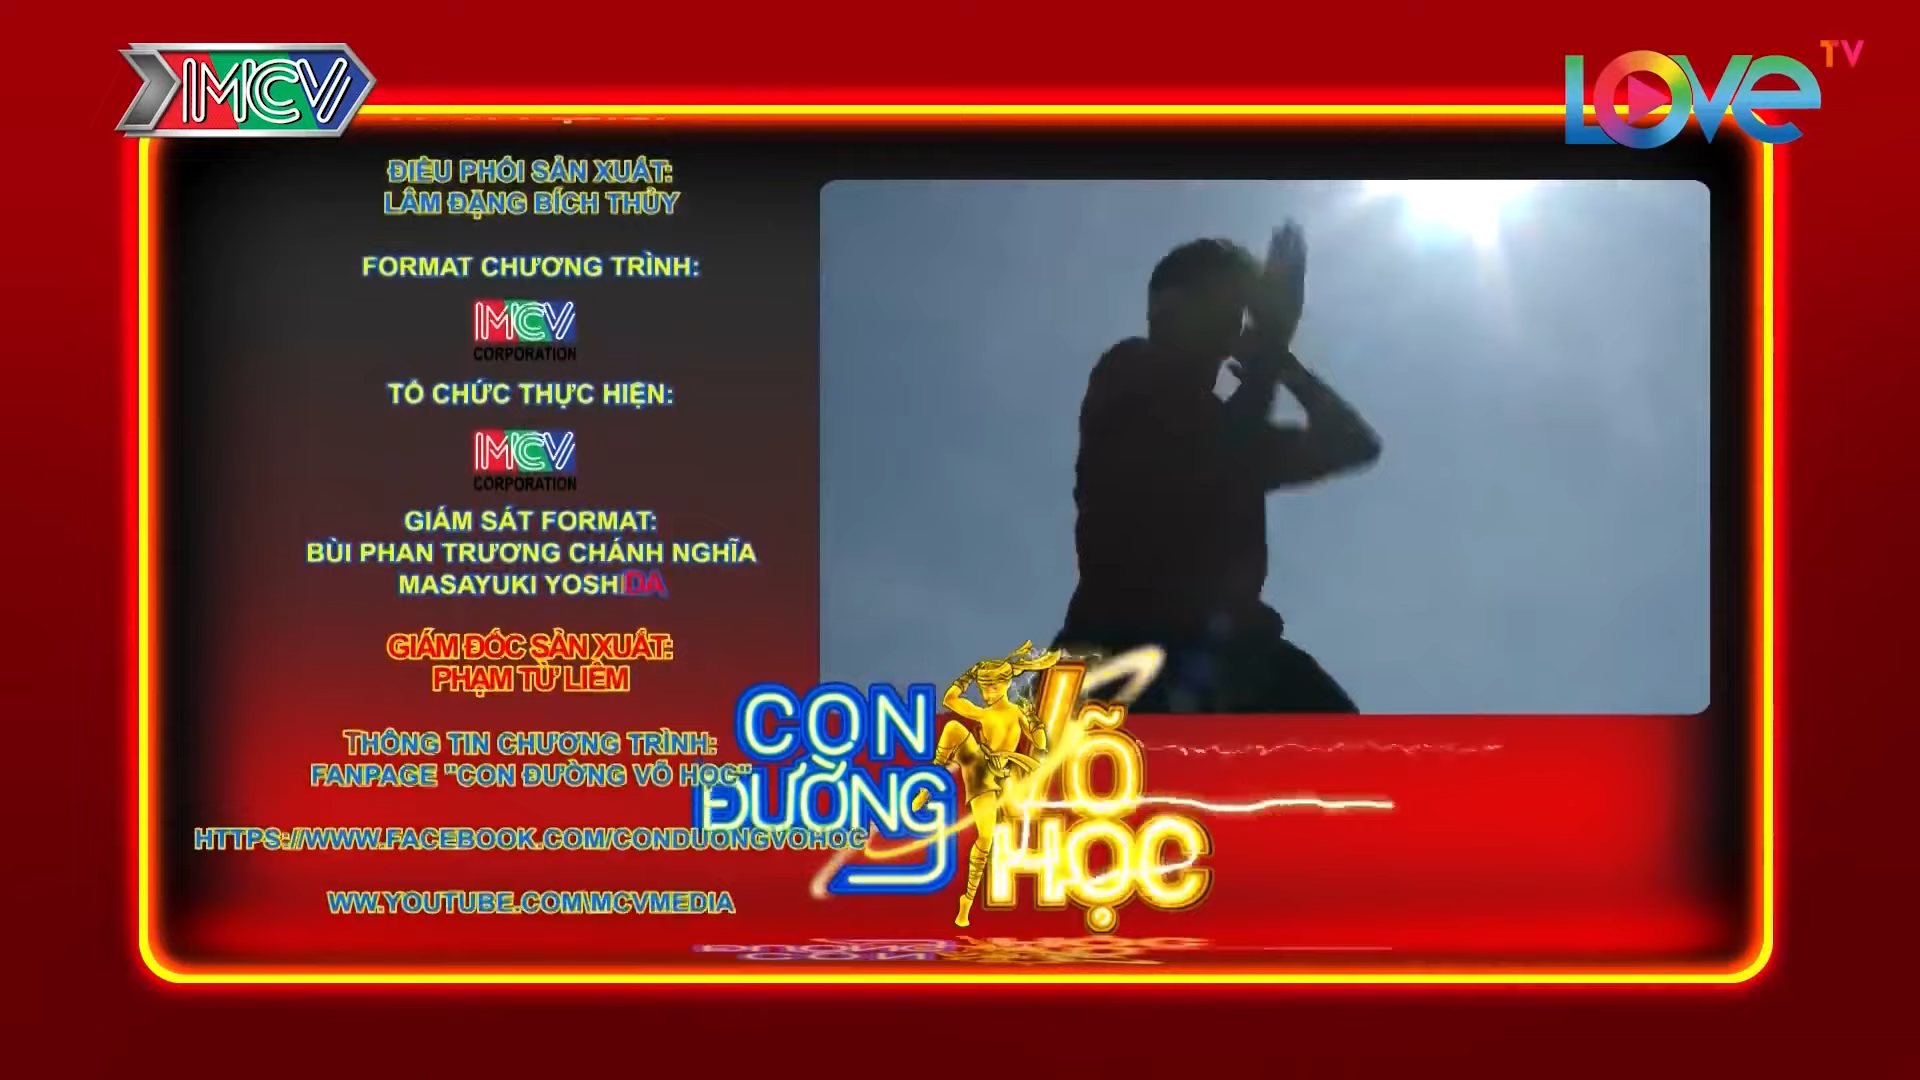 MCV
LOVE TV
ĐIỀU PHỐI SẢN XUẤT:
LÂM ĐẶNG BÍCH THỦY
FORMAT CHƯƠNG TRÌNH:
MCV
CORPORATION
TỔ CHỨC THỰC HIỆN:
MCV
CORPORATION
GIÁM SÁT FORMAT:
BÙI PHAN TRƯƠNG CHÁNH NGHĨA
MASAYUKI YOSHIDA
GIÁM ĐỐC SẢN XUẤT:
PHẠM TỪ LIÊM
THÔNG TIN CHƯƠNG TRÌNH:
FANPAGE "CON ĐƯỜNG VÕ HỌC"
HTTPS://WWW.FACEBOOK.COM/CONDUONGVOHOC
WW.YOUTUBE.COM\MCVMEDIA
CON
ĐƯỜNG
VÕ
HỌC